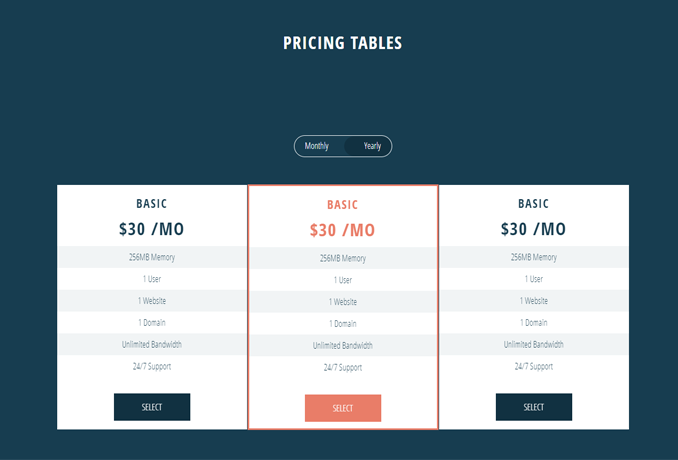 PRICING TABLES
Monthly Yearly
BASIC
$30 /MO
256MB Memory
1 User
1 Website
1 Domain
Unlimited Bandwidth
24/7 Support
SELECT
BASIC
$30 /MO
256MB Memory
1 User
1 Website
1 Domain
Unlimited Bandwidth
24/7 Support
SELECT
BASIC
$30 /MO
256MB Memory
1 User
1 Website
1 Domain
Unlimited Bandwidth
24/7 Support
SELECT